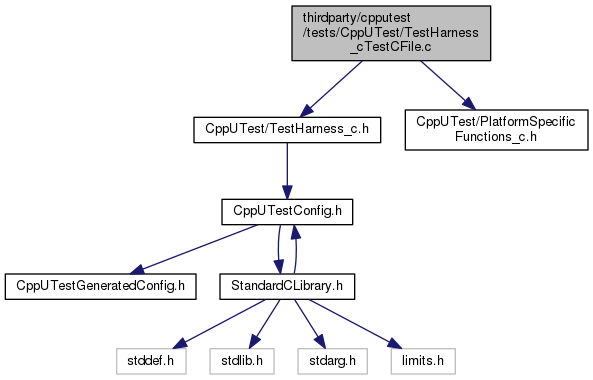 thirdparty/cpputest
/tests/CppUTest/TestHarness
_cTestCFile.c
CppUTest/TestHarness_c.h
CppUTest/PlatformSpecific
Functions_c.h
CppUTestConfig.h
CppUTestGeneratedConfig.h
StandardCLibrary.h
stddef.h
stdlib.h
stdarg.h
limits.h